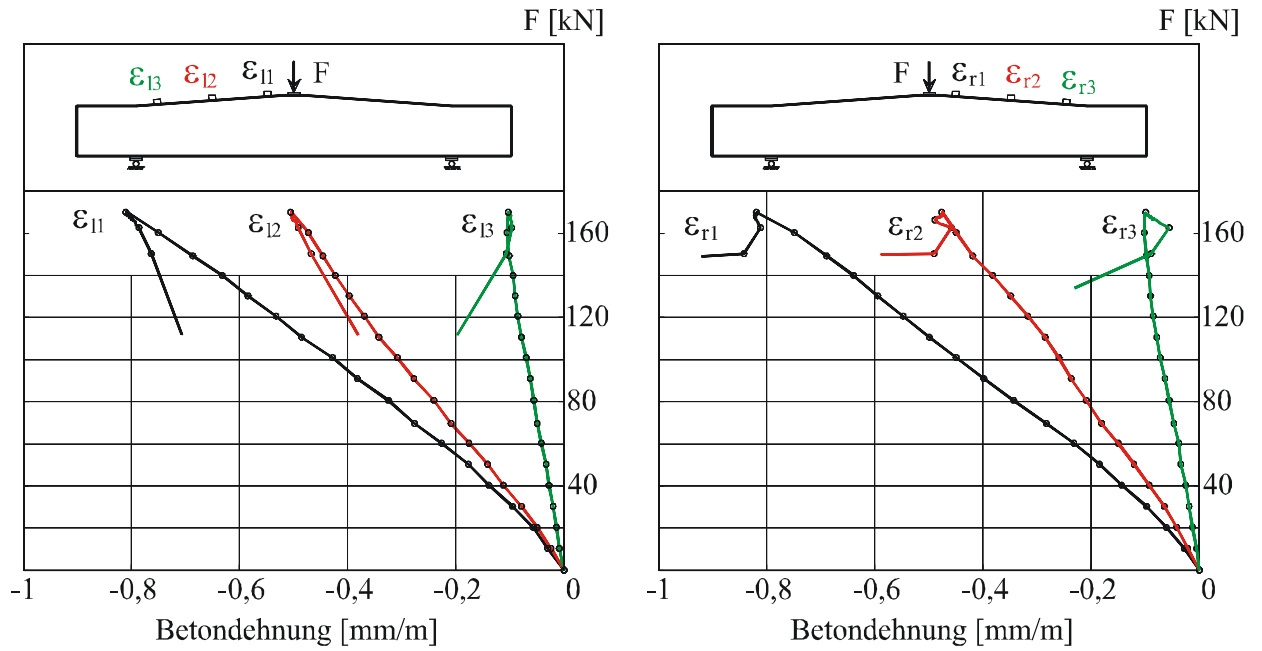 F [kN]
εl3 εl2 εl1 F
εl1 εl2 εl3 160
120
80
40
-1 -0,8 -0,6 -0,4 -0,2 0
Betondehnung [mm/m]
F [kN]
F εr1 εr2 εr3
εr1 εr2 εr3 160
120
80
40
-1 -0,8 -0,6 -0,4 -0,2 0
Betondehnung [mm/m]